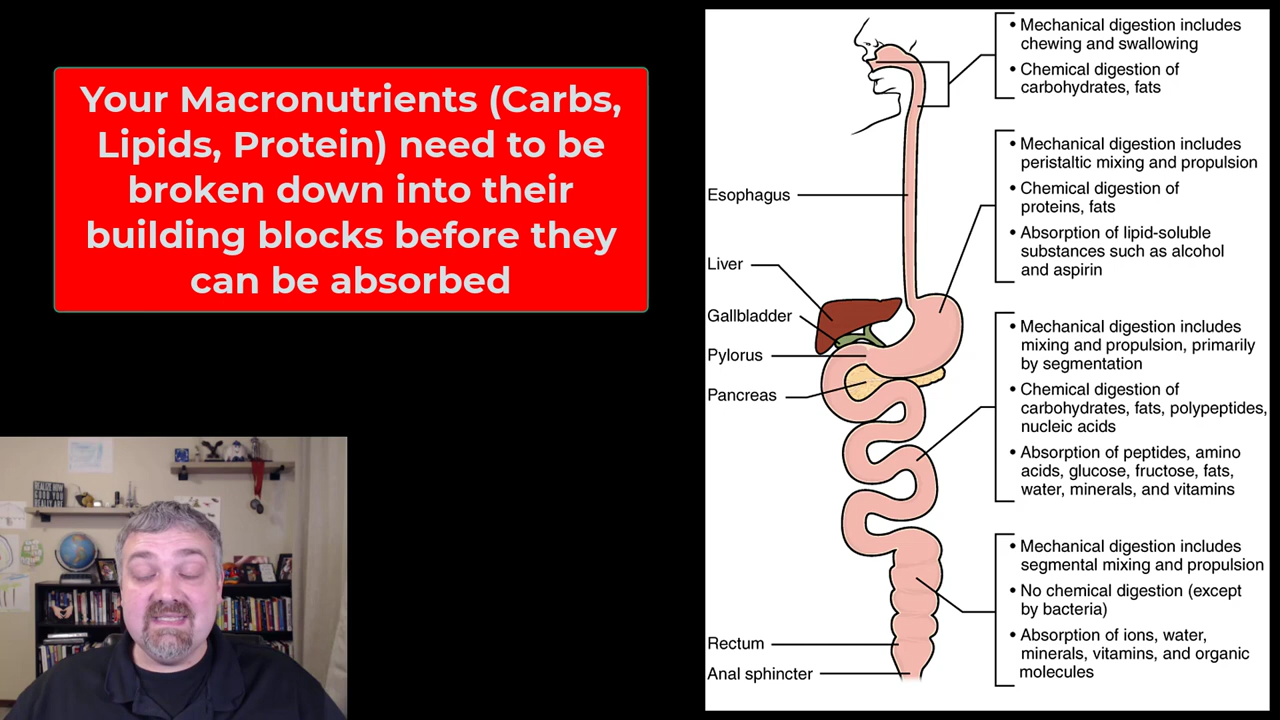 Your Macronutrients (Carbs,
Lipids, Protein) need to be
broken down into their
building blocks before they
can be absorbed
• Mechanical digestion includes
chewing and swallowing
• Chemical digestion of
carbohydrates, fats
• Mechanical digestion includes
peristaltic mixing and propulsion
• Chemical digestion of
proteins, fats
• Absorption of lipid-soluble
substances such as alcohol
and aspirin
• Mechanical digestion includes
mixing and propulsion, primarily
by segmentation
• Chemical digestion of
carbohydrates, fats, polypeptides,
nucleic acids
• Absorption of peptides, amino
acids, glucose, fructose, fats,
water, minerals, and vitamins
• Mechanical digestion includes
segmental mixing and propulsion
• No chemical digestion (except
by bacteria)
• Absorption of ions, water,
minerals, vitamins, and organic
molecules
Esophagus
Liver
Gallbladder
Pylorus
Pancreas
Rectum
Anal sphincter